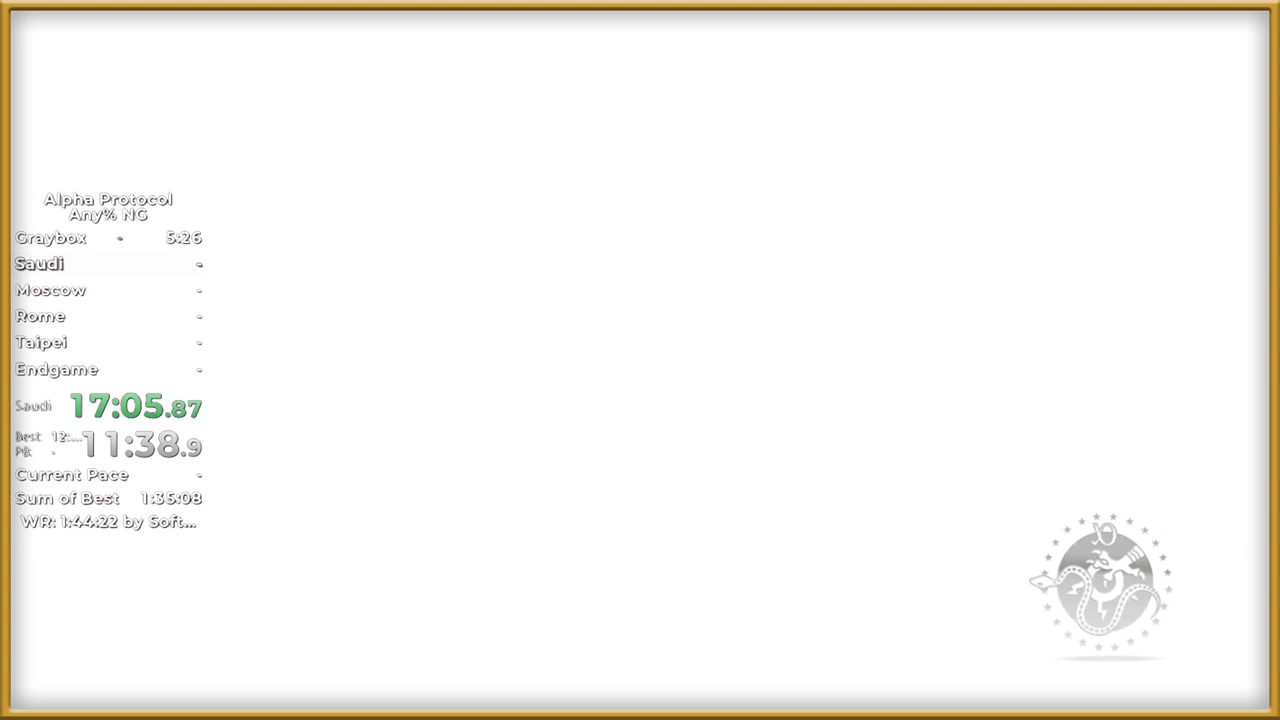 Alpha Protocol
Any% NG
Graybox - 5:26
Saudi -
Moscow -
Rome -
Taipei -
Endgame -
Saudi 17:05.87
Best 12:... 11:38.9
PB: -
Current Pace -
Sum of Best 1:35:08
WR: 1:44:22 by Soft...